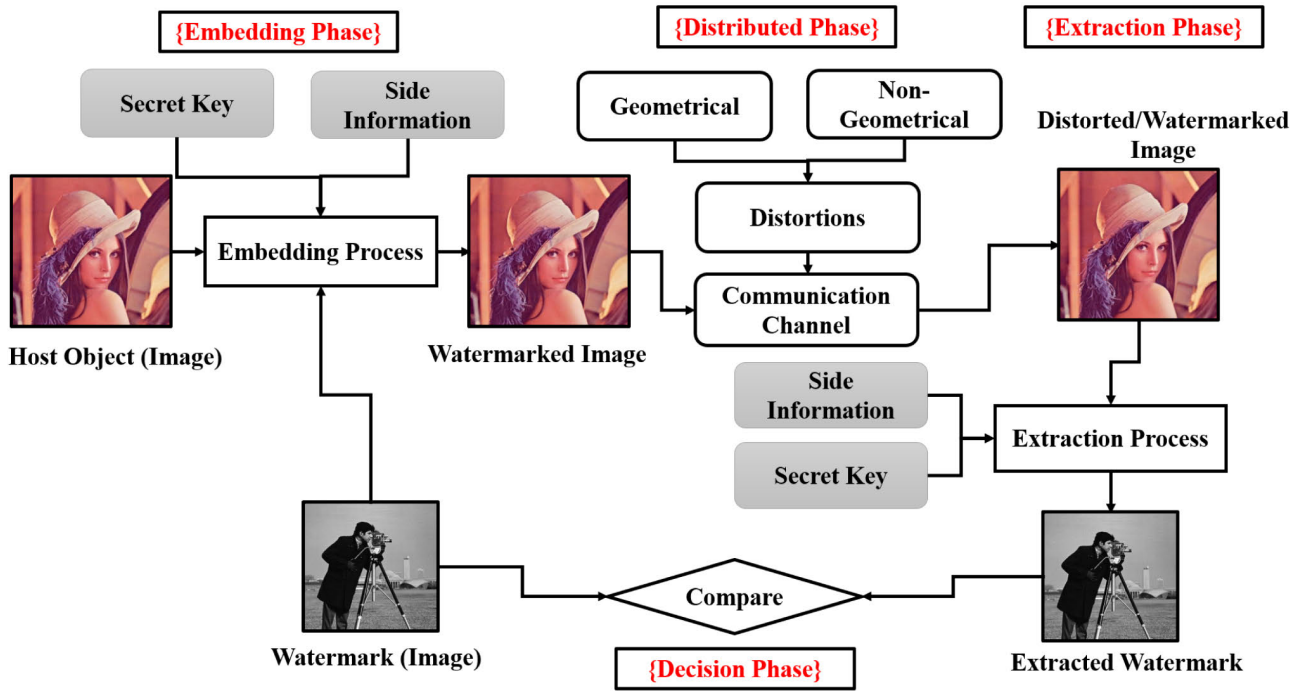 {Embedding Phase}
{Distributed Phase}
{Extraction Phase}
Secret Key
Side
Information
Geometrical
Non-
Geometrical
Distorted/Watermarked
Image
Embedding Process
Distortions
Communication
Channel
Host Object (Image)
Watermarked Image
Side
Information
Secret Key
Extraction Process
Compare
Watermark (Image)
{Decision Phase}
Extracted Watermark